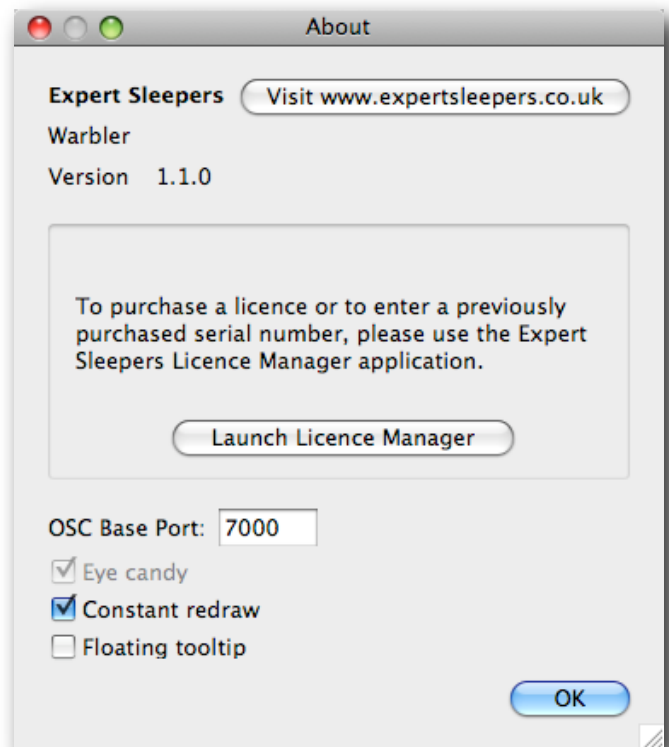 About
Expert Sleepers Visit www.expertsleepers.co.uk
Warbler
Version 1.1.0
To purchase a licence or to enter a previously
purchased serial number, please use the Expert
Sleepers Licence Manager application.
Launch Licence Manager
OSC Base Port: 7000
Eye candy
Constant redraw
Floating tooltip
OK